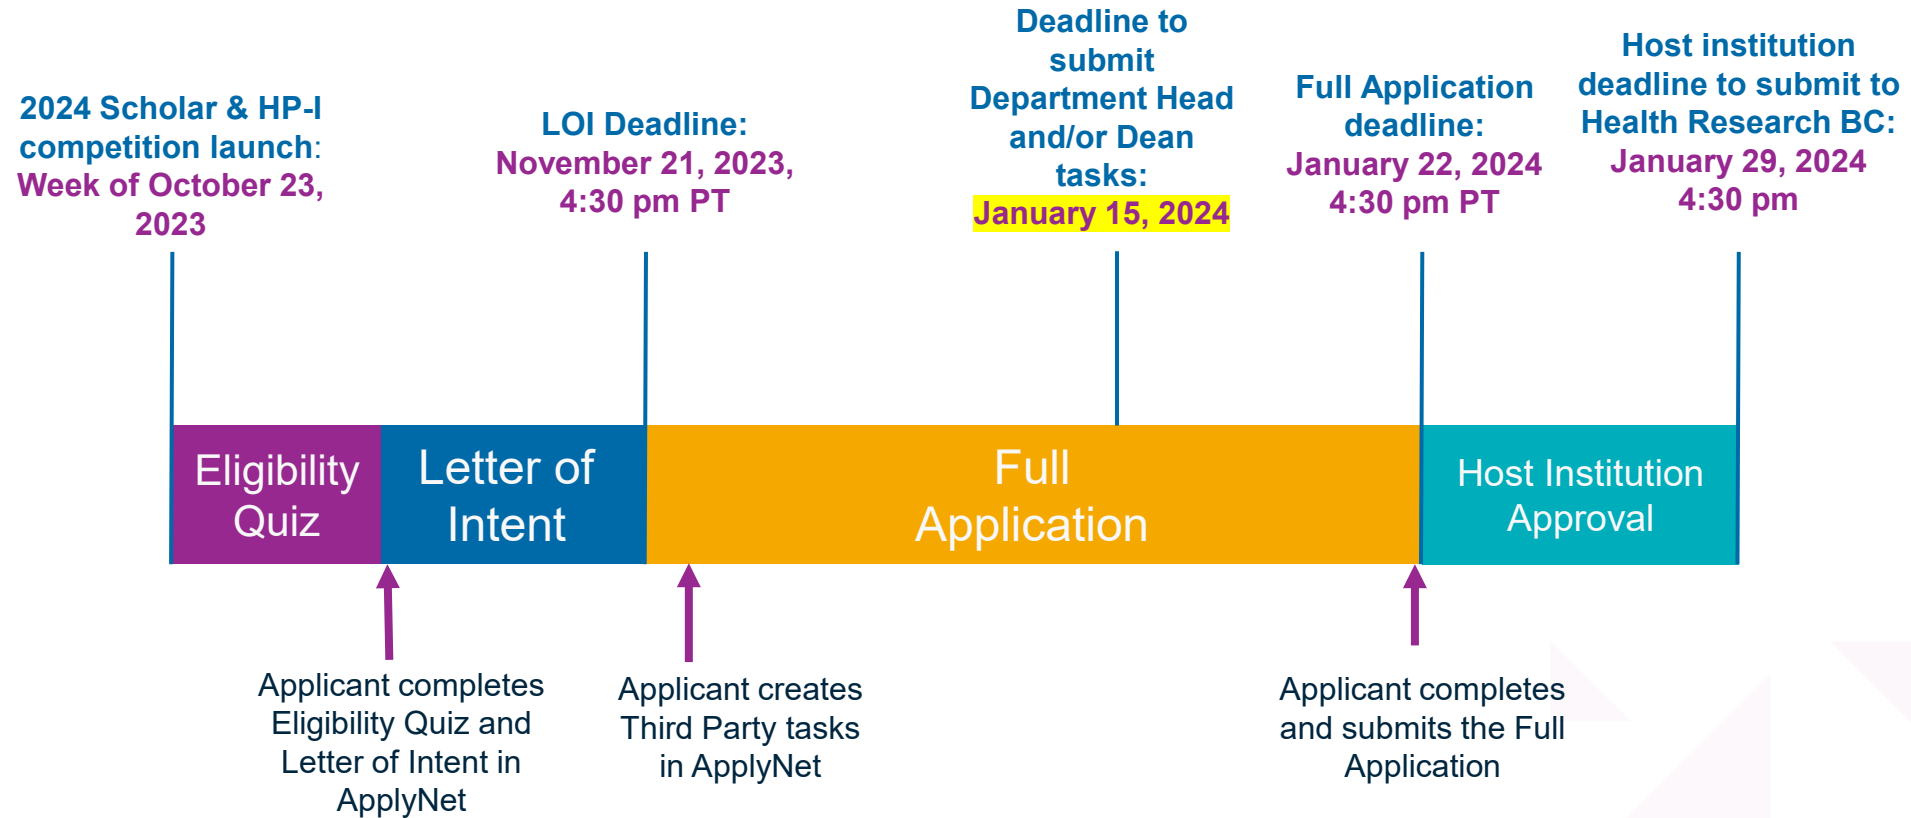 2024 Scholar & HP-I
competition launch:
Week of October 23,
2023
LOI Deadline:
November 21, 2023,
4:30 pm PT
Deadline to
submit
Department Head
and/or Dean
tasks:
January 15, 2024
Full Application
deadline:
January 22, 2024
4:30 pm PT
Host institution
deadline to submit to
Health Research BC:
January 29, 2024
4:30 pm
Eligibility
Quiz
Letter of
Intent
Full
Application
Host Institution
Approval
Applicant completes
Eligibility Quiz and
Letter of Intent in
ApplyNet
Applicant creates
Third Party tasks
in ApplyNet
Applicant completes
and submits the Full
Application